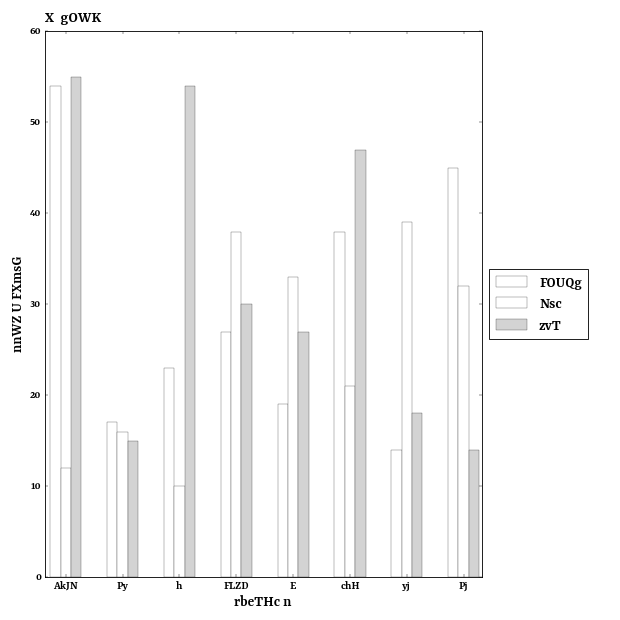 X  gOWK
60
50
40
30
20
10
0
nnWZ U FXmsG
AkJN Py h FLZD E chH yj Pj
rbeTHc n
FOUQg
Nsc
zvT